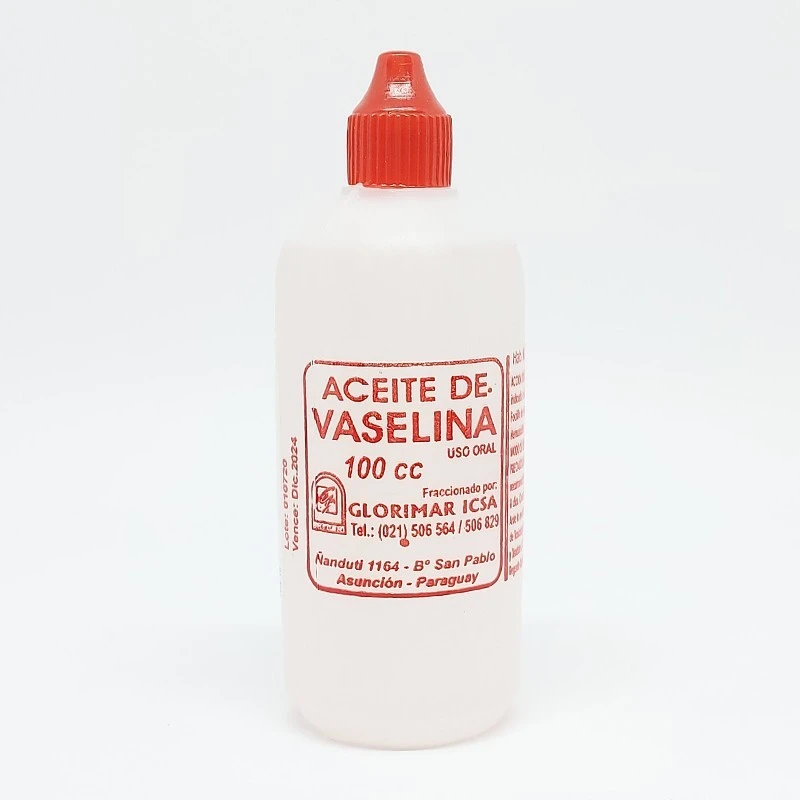 ACEITE DE
VASELINA
USO ORAL
100 cc
Fraccionado por:
GLORIMAR ICSA
Tel.: (021) 506 564 / 506 829
Ñanduti 1164 - Bº San Pablo
Asunción - Paraguay
Lote: 010720
Vence: Dic.2024